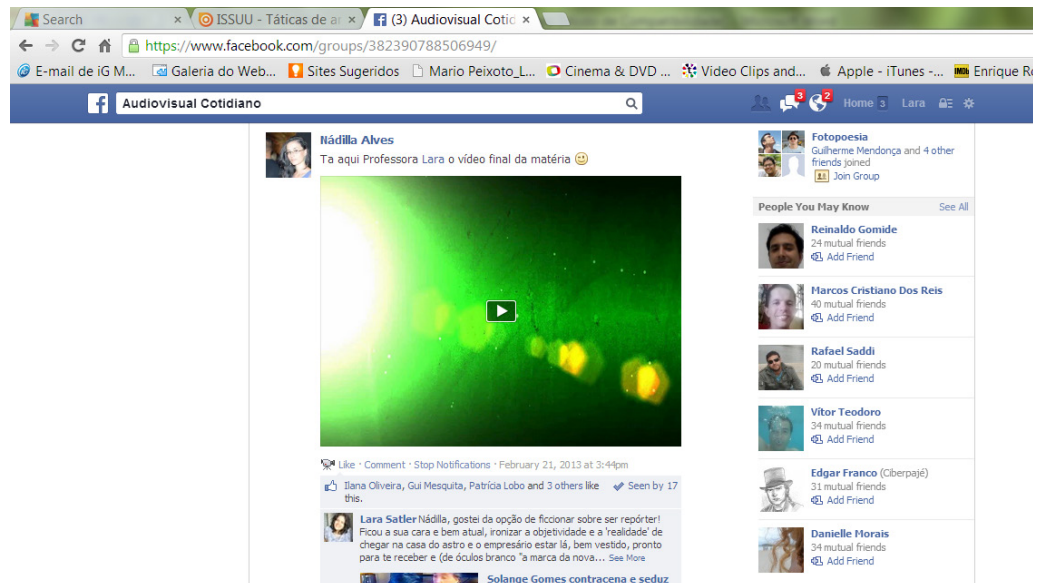 Search
ISSUU - Táticas de ar
(3) Audiovisual Cotid
https://www.facebook.com/groups/382390788506949/
E-mail de iG M...
Galeria do Web...
Sites Sugeridos
Mario Peixoto_L...
Cinema & DVD ...
Video Clips and...
Apple - iTunes -...
IMDb
Enrique Ro
Audiovisual Cotidiano
3
2
Home 3
Lara
Nádilla Alves
Ta aqui Professora Lara o vídeo final da matéria
Like · Comment · Stop Notifications · February 21, 2013 at 3:44pm
Ilana Oliveira, Gui Mesquita, Patrícia Lobo and 3 others like
this.
Seen by 17
Lara Satler Nádilla, gostei da opção de ficcionar sobre ser repórter!
Ficou a sua cara e bem atual, ironizar a objetividade e a 'realidade' de
chegar na casa do astro e o empresário estar lá, bem vestido, pronto
para te receber e (de óculos branco "a marca da nova... See More
Solange Gomes contracena e seduz
Fotopoesia
Guilherme Mendonça and 4 other
friends joined
Join Group
People You May Know
See All
Reinaldo Gomide
24 mutual friends
Add Friend
Marcos Cristiano Dos Reis
40 mutual friends
Add Friend
Rafael Saddi
20 mutual friends
Add Friend
Vítor Teodoro
34 mutual friends
Add Friend
Edgar Franco (Ciberpajé)
31 mutual friends
Add Friend
Danielle Morais
34 mutual friends
Add Friend